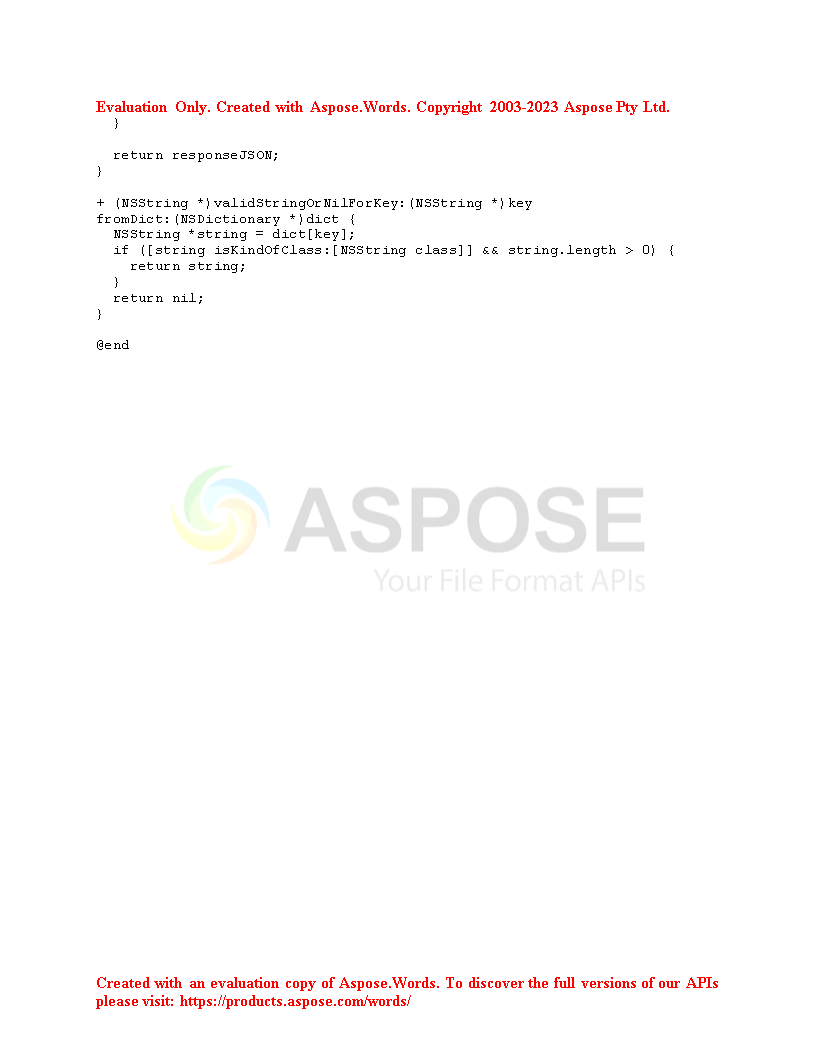 Evaluation Only. Created with Aspose.Words. Copyright 2003-2023 Aspose Pty Ltd.
  }
  return responseJSON;
}
+ (NSString *)validStringOrNilForKey:(NSString *)key
fromDict:(NSDictionary *)dict {
  NSString *string = dict[key];
  if ([string isKindOfClass:[NSString class]] && string.length > 0) {
    return string;
  }
  return nil;
}
@end
ASPOSE
Your File Format APIs
Created with an evaluation copy of Aspose.Words. To discover the full versions of our APIs
please visit: https://products.aspose.com/words/